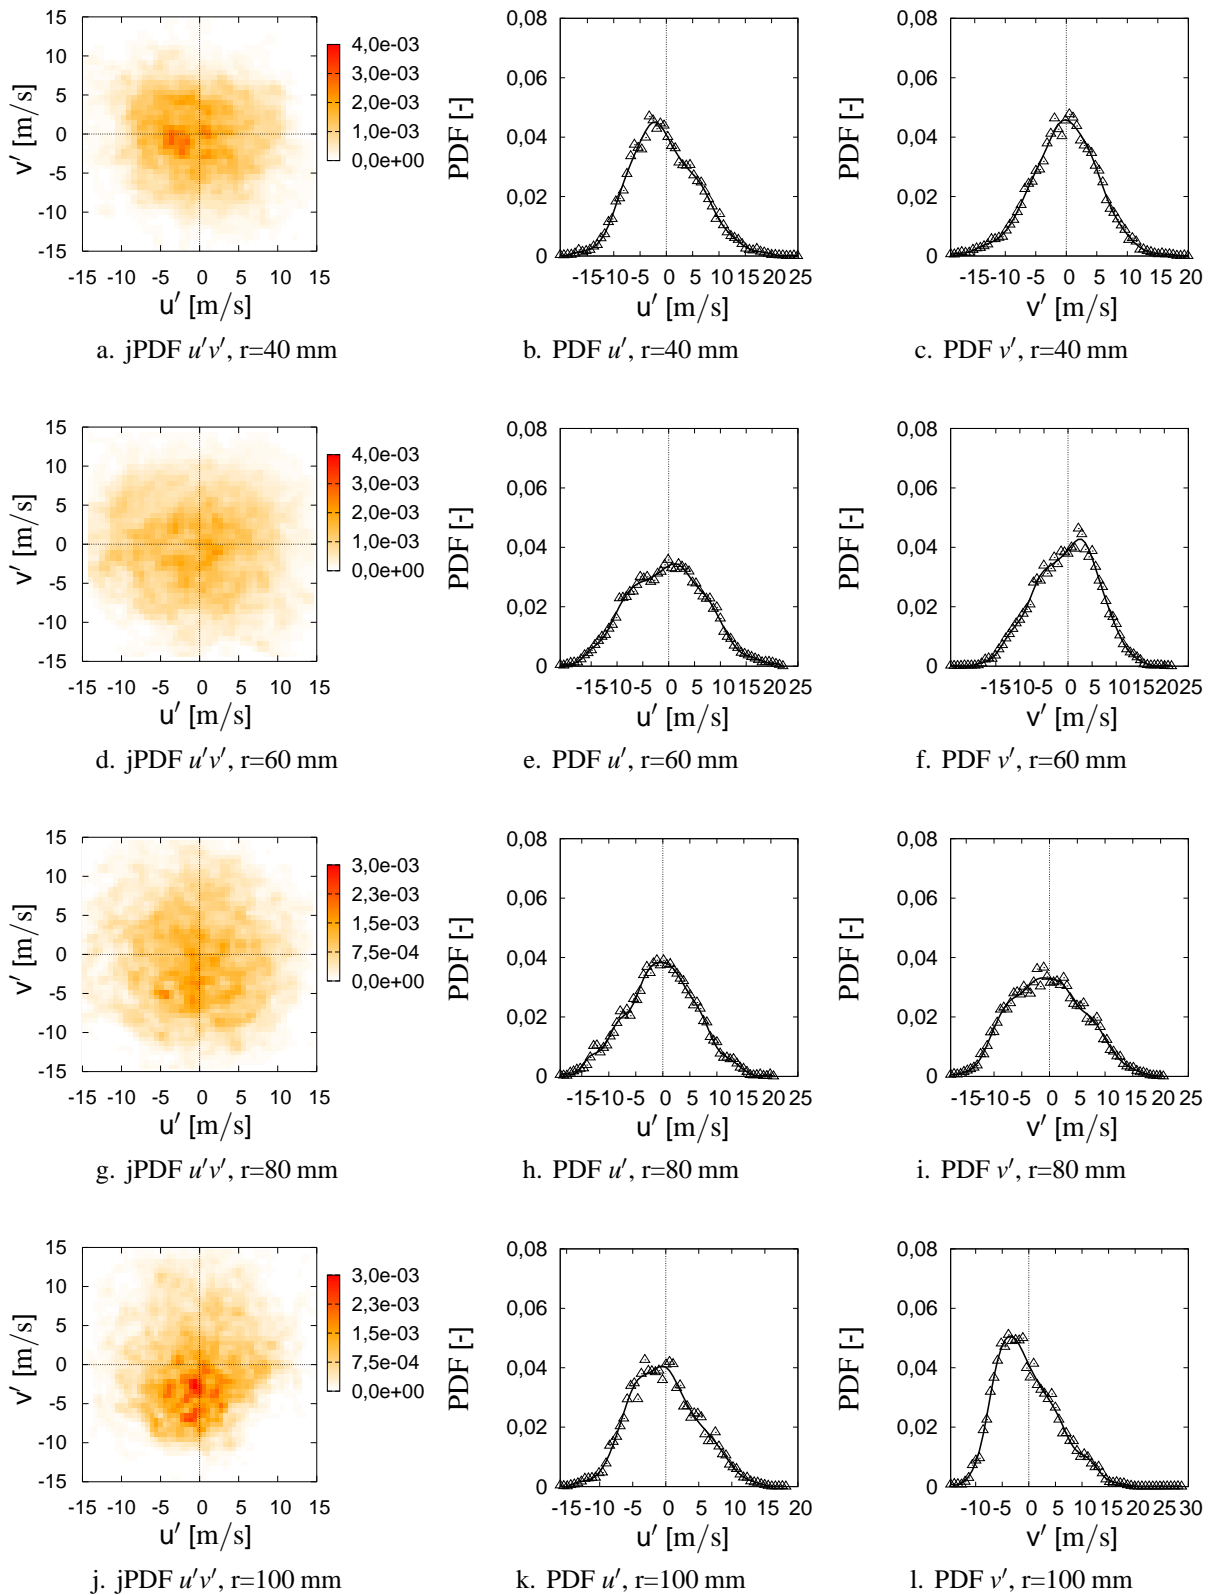 15
10
5
0
-5
-10
-15
-15 -10 -5 0 5 10 15
v′ [m/s]
u′ [m/s]
4,0e-03
3,0e-03
2,0e-03
1,0e-03
0,0e+00
a. jPDF u′v′, r=40 mm
0,08
0,06
0,04
0,02
0
PDF [-]
-15-10 -5 0 5 10 15 20 25
u′ [m/s]
b. PDF u′, r=40 mm
0,08
0,06
0,04
0,02
0
PDF [-]
-15 -10 -5 0 5 10 15 20
v′ [m/s]
c. PDF v′, r=40 mm
15
10
5
0
-5
-10
-15
-15 -10 -5 0 5 10 15
v′ [m/s]
u′ [m/s]
4,0e-03
3,0e-03
2,0e-03
1,0e-03
0,0e+00
d. jPDF u′v′, r=60 mm
0,08
0,06
0,04
0,02
0
PDF [-]
-15-10 -5 0 5 10 15 20 25
u′ [m/s]
e. PDF u′, r=60 mm
0,08
0,06
0,04
0,02
0
PDF [-]
-15-10-5 0 5 10 15 20 25
v′ [m/s]
f. PDF v′, r=60 mm
15
10
5
0
-5
-10
-15
-15 -10 -5 0 5 10 15
v′ [m/s]
u′ [m/s]
3,0e-03
2,3e-03
1,5e-03
7,5e-04
0,0e+00
g. jPDF u′v′, r=80 mm
0,08
0,06
0,04
0,02
0
PDF [-]
-15-10 -5 0 5 10 15 20 25
u′ [m/s]
h. PDF u′, r=80 mm
0,08
0,06
0,04
0,02
0
PDF [-]
-15-10 -5 0 5 10 15 20 25
v′ [m/s]
i. PDF v′, r=80 mm
15
10
5
0
-5
-10
-15
-15 -10 -5 0 5 10 15
v′ [m/s]
u′ [m/s]
3,0e-03
2,3e-03
1,5e-03
7,5e-04
0,0e+00
j. jPDF u′v′, r=100 mm
0,08
0,06
0,04
0,02
0
PDF [-]
-15 -10 -5 0 5 10 15 20
u′ [m/s]
k. PDF u′, r=100 mm
0,08
0,06
0,04
0,02
0
PDF [-]
-10 -5 0 5 10 15 20 25 30
v′ [m/s]
l. PDF v′, r=100 mm